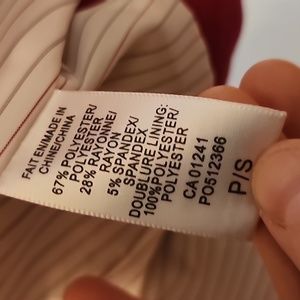 FAIT EN/MADE IN
CHINE/CHINA
67% POLYESTER/
POLYESTER
28% RAYONNE/
RAYON
5% SPANDEX/
SPANDEX
DOUBLURE LINING:
100%POLYESTER/
POLYESTER
CA 01241
PO512366
P/S